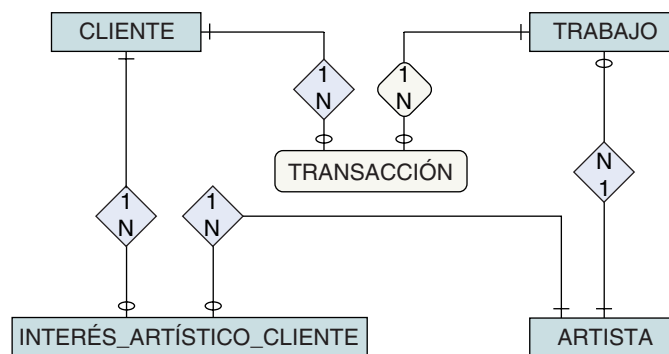 CLIENTE
TRABAJO
1
N
1
N
TRANSACCIÓN
N
1
1
N
1
N
INTERÉS_ARTÍSTICO_CLIENTE
ARTISTA